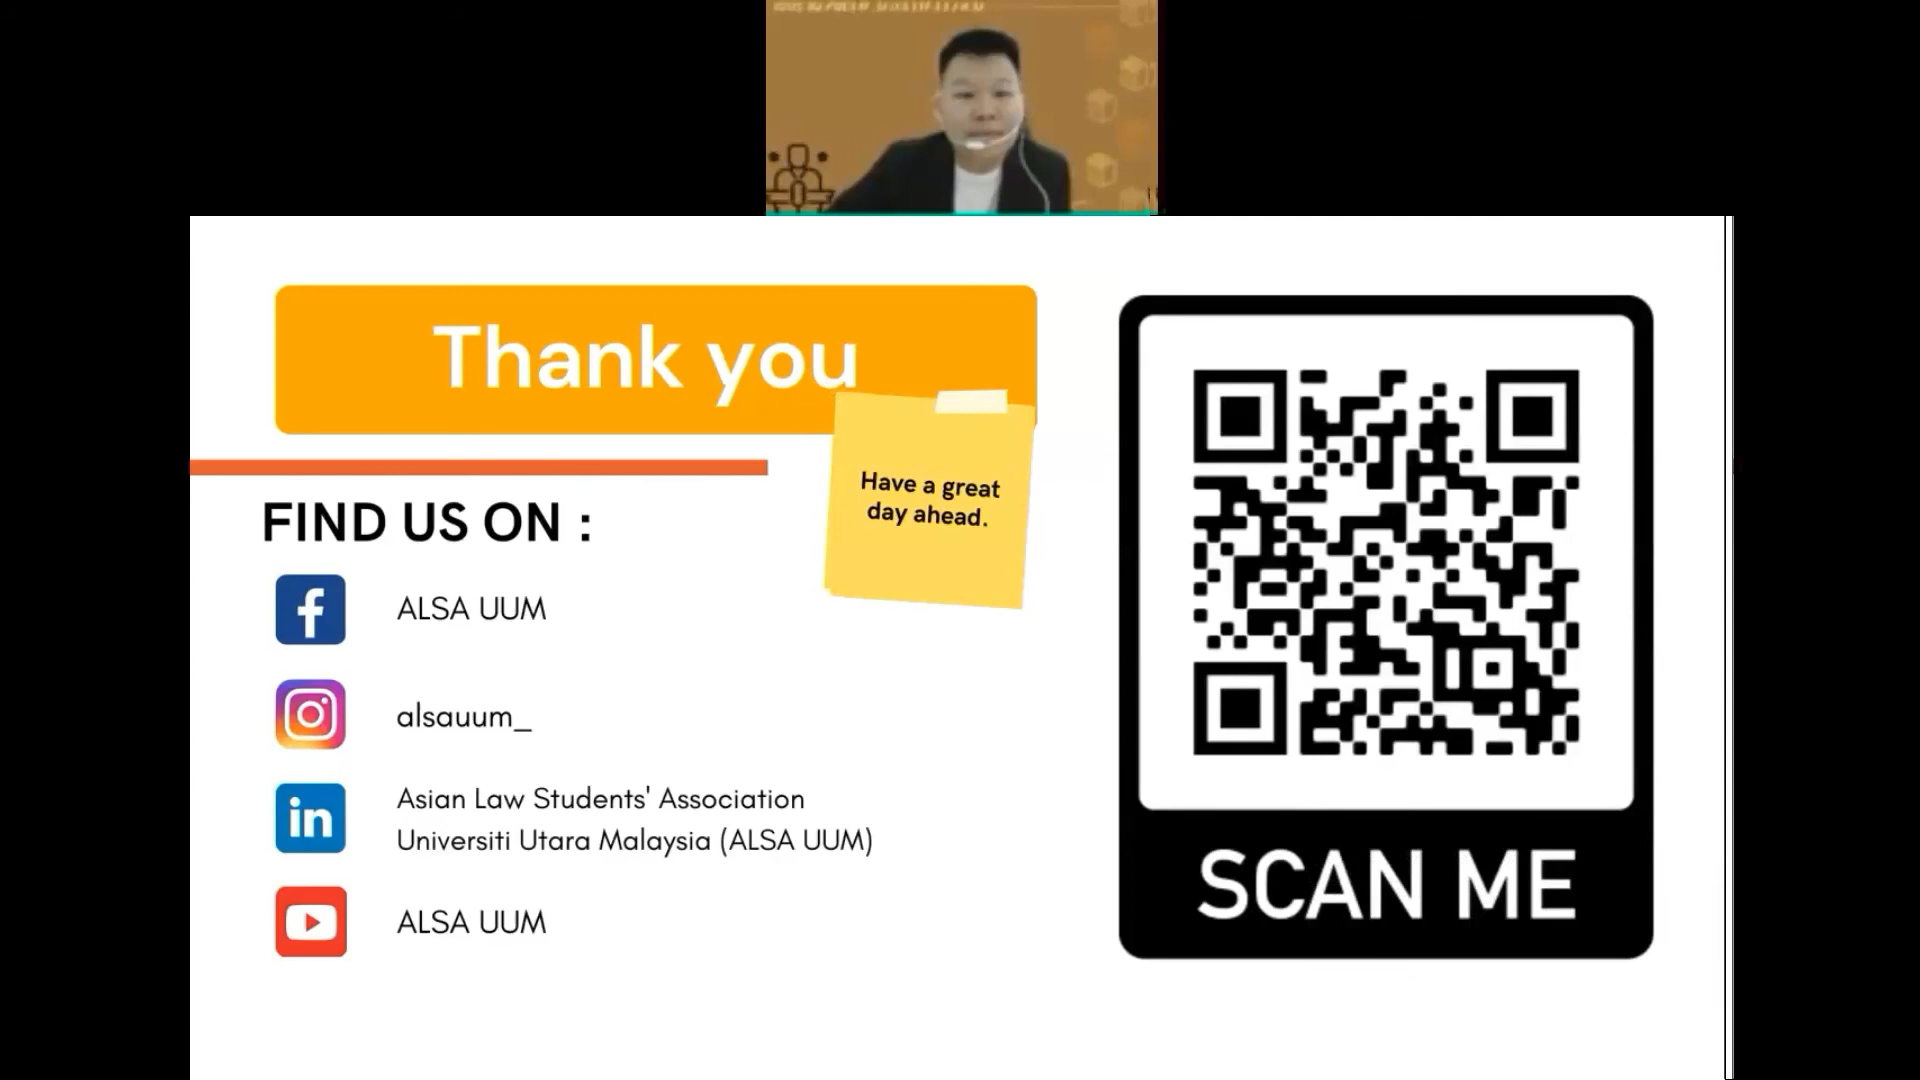 Thank you
Have a great
day ahead.
FIND US ON :
ALSA UUM
alsauum_
in
Asian Law Students' Association
Universiti Utara Malaysia (ALSA UUM)
ALSA UUM
SCAN ME